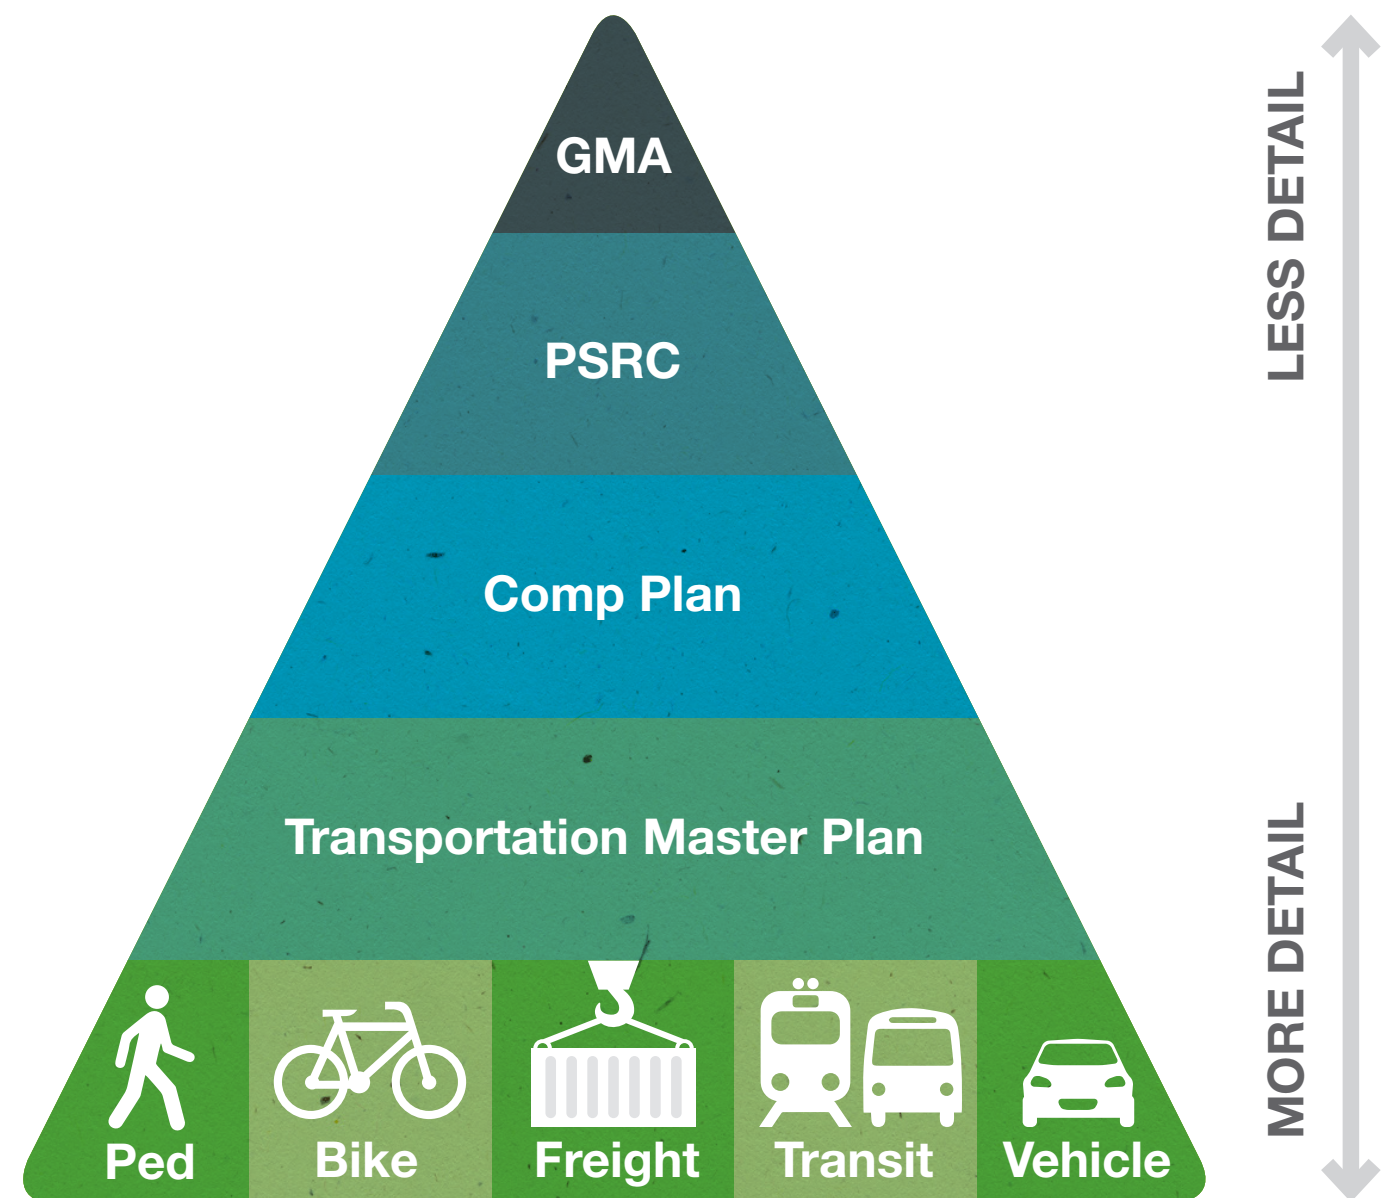 GMA
PSRC
Comp Plan
Transportation Master Plan
Ped
Bike
Freight
Transit
Vehicle
LESS DETAIL
MORE DETAIL